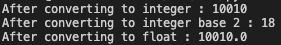 After converting to integer : 10010
After converting to integer base 2 : 18
After converting to float : 10010.0